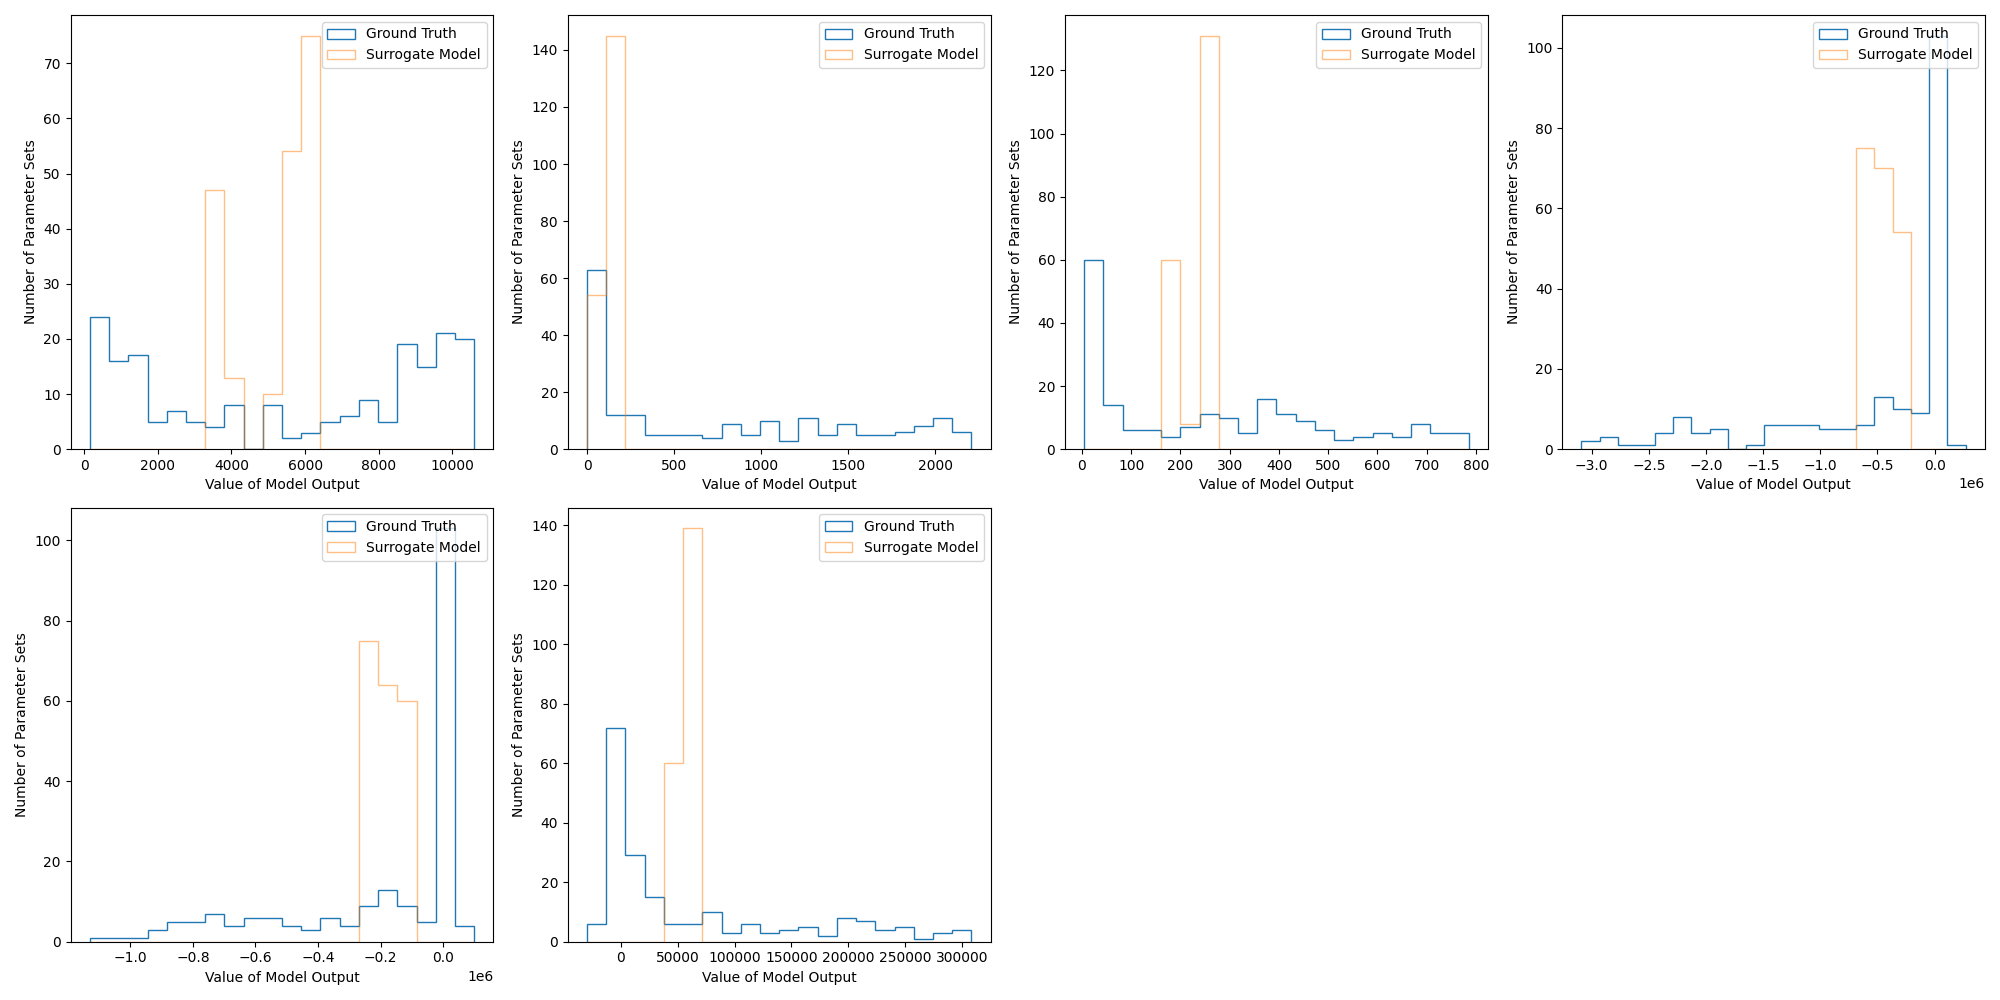 Ground Truth
Surrogate Model
70
60
50
40
30
20
10
0
Number of Parameter Sets
0 2000 4000 6000 8000 10000
Value of Model Output
Ground Truth
Surrogate Model
140
120
100
80
60
40
20
0
Number of Parameter Sets
0 500 1000 1500 2000
Value of Model Output
Ground Truth
Surrogate Model
120
100
80
60
40
20
0
Number of Parameter Sets
0 100 200 300 400 500 600 700 800
Value of Model Output
Ground Truth
Surrogate Model
100
80
60
40
20
0
Number of Parameter Sets
−3.0 −2.5 −2.0 −1.5 −1.0 −0.5 0.0
Value of Model Output
1e6
Ground Truth
Surrogate Model
100
80
60
40
20
0
Number of Parameter Sets
−1.0 −0.8 −0.6 −0.4 −0.2 0.0
Value of Model Output
1e6
Ground Truth
Surrogate Model
140
120
100
80
60
40
20
0
Number of Parameter Sets
0 50000 100000 150000 200000 250000 300000
Value of Model Output